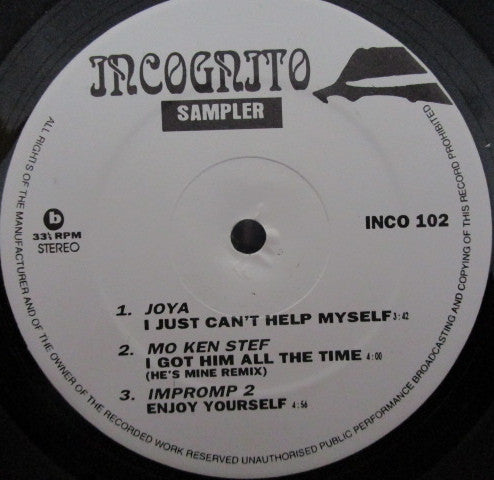 INCOGNITO
SAMPLER
b
33⅓ RPM
STEREO
INCO 102
1. JOYA
I JUST CAN'T HELP MYSELF 3:42
2. MO KEN STEF
I GOT HIM ALL THE TIME 4:00
(HE'S MINE REMIX)
3. IMPROMP 2
ENJOY YOURSELF 4:56
ALL RIGHTS OF THE MANUFACTURER AND OF THE OWNER OF THE RECORDED WORK RESERVED UNAUTHORISED PUBLIC PERFORMANCE BROADCASTING AND COPYING OF THIS RECORD PROHIBITED